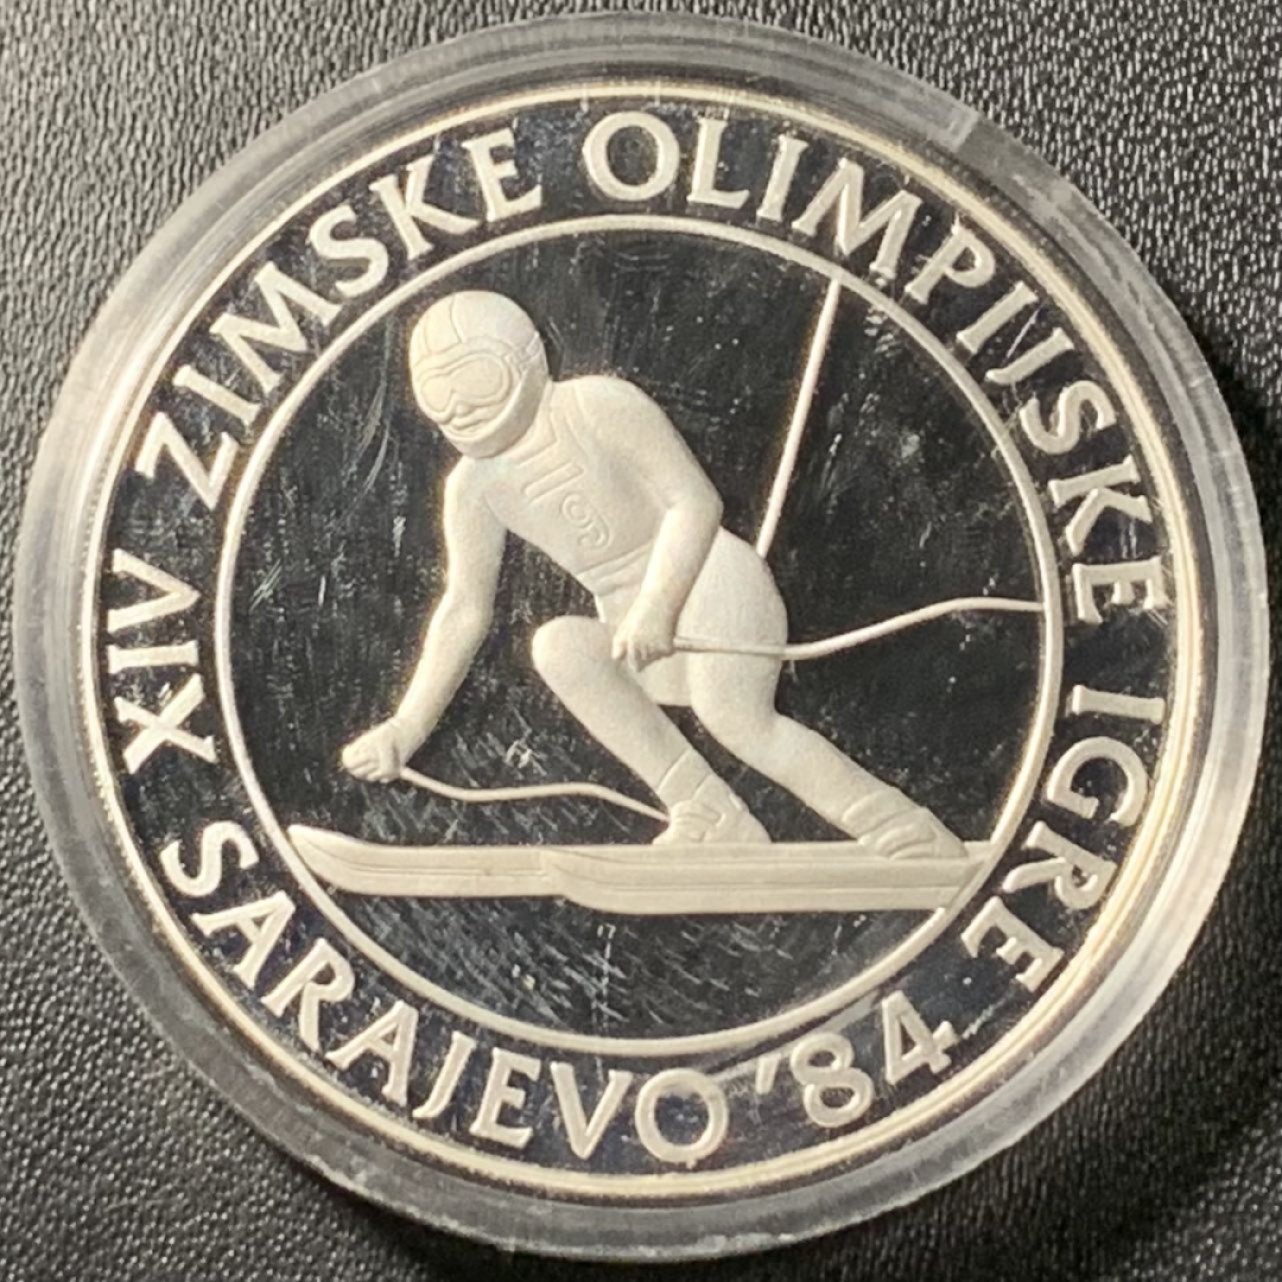 XIV ZIMSKE OLIMPIJSKE IGRE
SARAJEVO '84